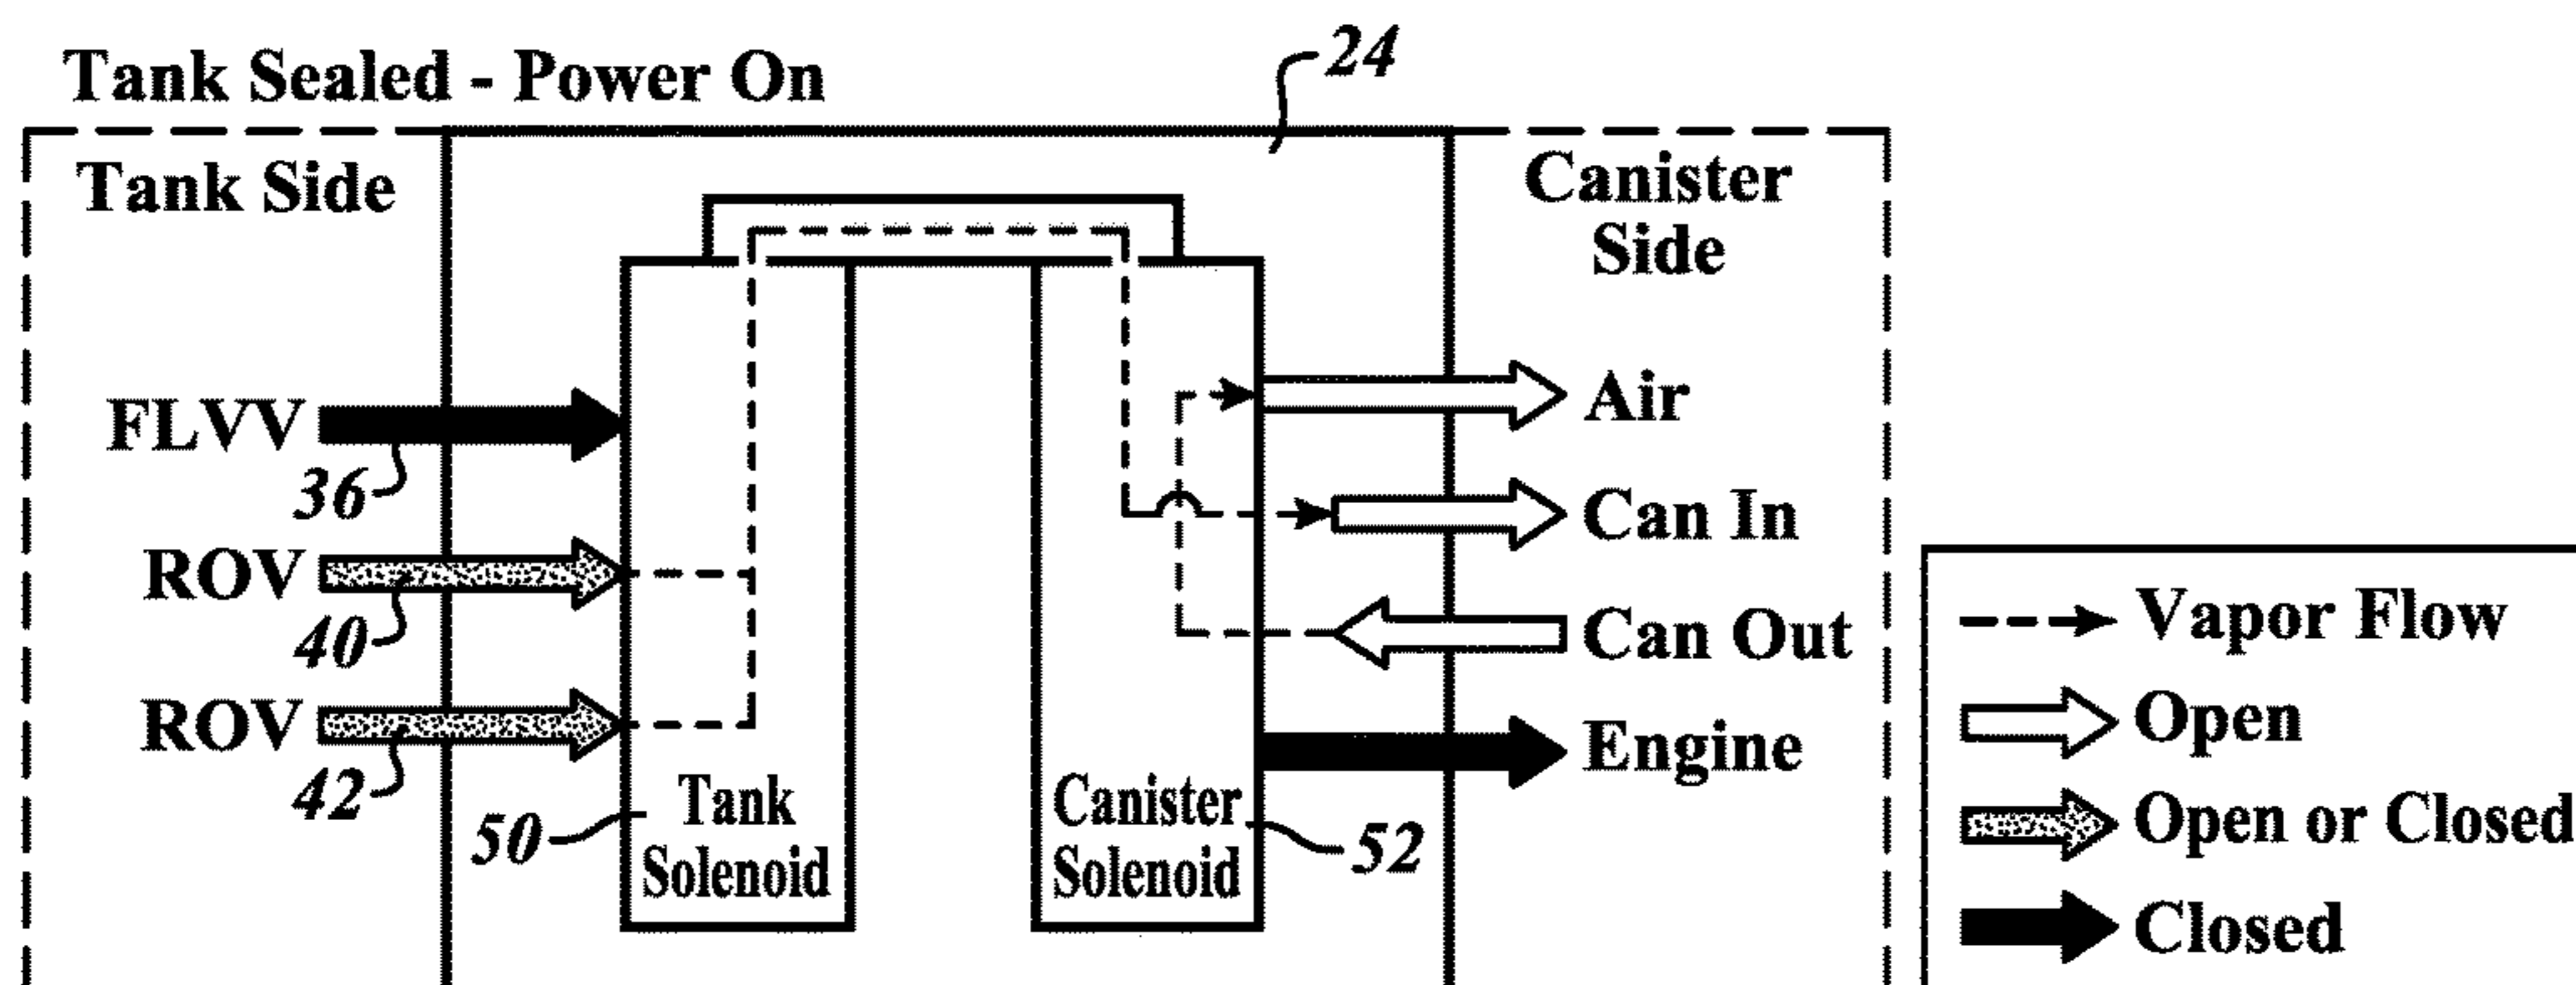 Tank Sealed - Power On
24
Tank Side
Canister
Side
FLVV
36
ROV
40
ROV
42
50
Tank
Solenoid
Canister
Solenoid
52
Air
Can In
Can Out
Engine
Vapor Flow
Open
Open or Closed
Closed